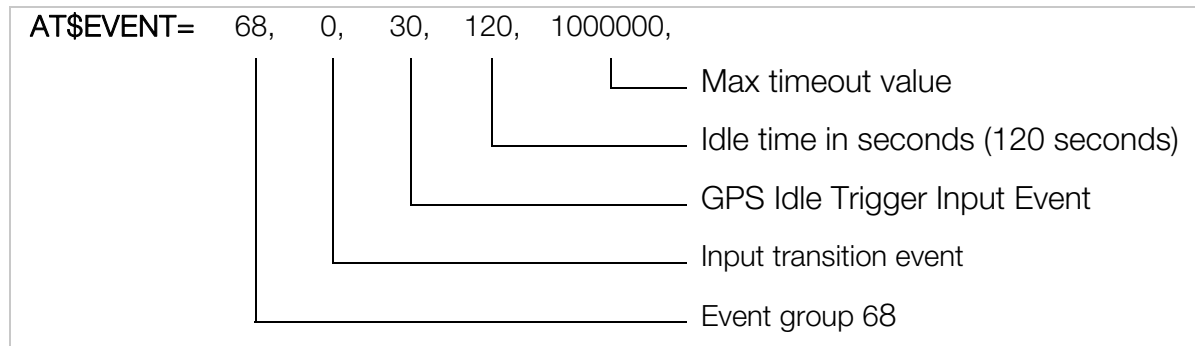 AT$EVENT= 68, 0, 30, 120, 1000000,
Max timeout value
Idle time in seconds (120 seconds)
GPS Idle Trigger Input Event
Input transition event
Event group 68